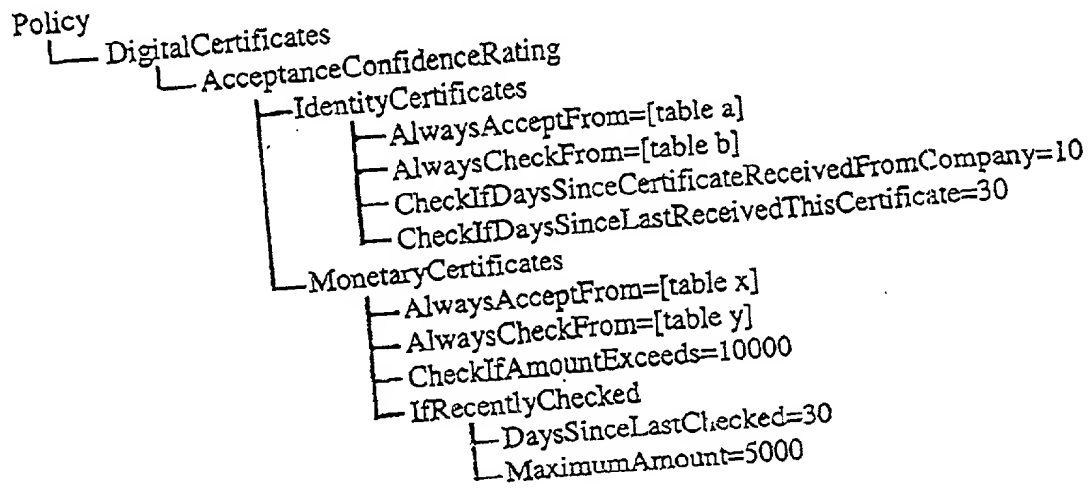 Policy
DigitalCertificates
AcceptanceConfidenceRating
IdentityCertificates
AlwaysAcceptFrom=[table a]
AlwaysCheckFrom=[table b]
CheckIfDaysSinceCertificateReceivedFromCompany=10
CheckIfDaysSinceLastReceivedThisCertificate=30
MonetaryCertificates
AlwaysAcceptFrom=[table x]
AlwaysCheckFrom=[table y]
CheckIfAmountExceeds=10000
IfRecentlyChecked
DaysSinceLastChecked=30
MaximumAmount=5000